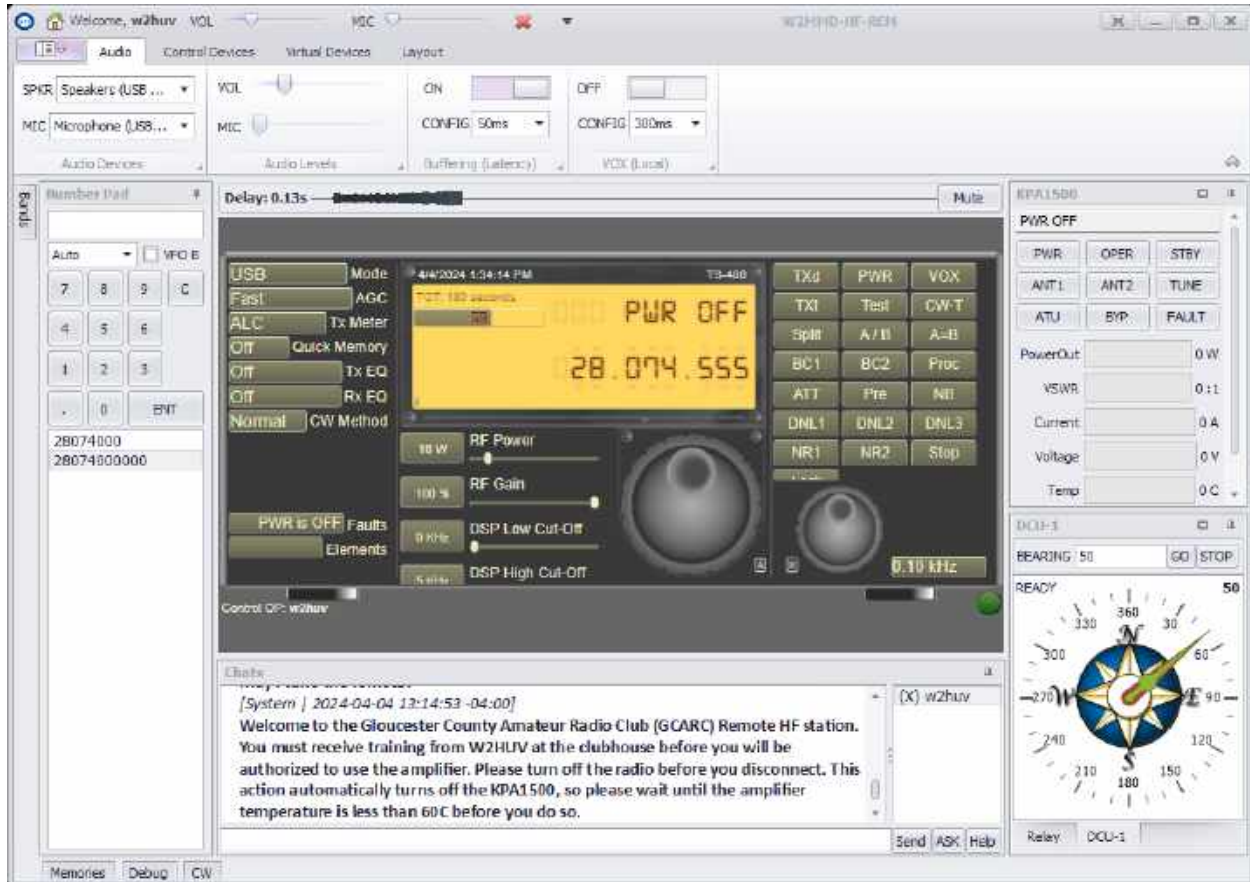 Welcome, w2huv VOL MIC
Audio Control Devices Virtual Devices Layout
SPKR Speakers (USB ...
MIC Microphone (USB...
Audio Devices
VOL
MIC
Audio Levels
ON
CONFIG 50ms
Buffering (Latency)
OFF
CONFIG 300ms
VOX (Local)
Bands
Number Pad
Auto VFO B
7 8 9 C
4 5 6
1 2 3
. 0 ENT
28074000
28074000000
Delay: 0.13s Mute
USB Mode
Fast AGC
ALC Tx Meter
Off Quick Memory
Off Tx EQ
Off Rx EQ
Normal CW Method
PWR is OFF Faults
Elements
4/4/2024 1:34:14 PM TS-480
PWR OFF
28.074.555
RF Power
100 % RF Gain
0 KHz DSP Low Cut-Off
DSP High Cut-Off
TXd PWR VOX
TXI Test CW-T
Split A / B A=B
BC1 BC2 Proc
ATT Pre NB
DNL1 DNL2 DNL3
NR1 NR2 Stop
A B
0.10 kHz
Control OP: w2huv
Chats
[System | 2024-04-04 13:14:53 -04:00]
Welcome to the Gloucester County Amateur Radio Club (GCARC) Remote HF station.
You must receive training from W2HUV at the clubhouse before you will be
authorized to use the amplifier. Please turn off the radio before you disconnect. This
action automatically turns off the KPA1500, so please wait until the amplifier
temperature is less than 60C before you do so.
(X) w2huv
Send ASK Help
KPA1500
PWR OFF
PWR OPER STBY
ANT1 ANT2 TUNE
ATU BYP FAULT
PowerOut 0 W
VSWR 0:1
Current 0 A
Voltage 0 V
Temp 0 C
DCU-1
BEARING 50 GO STOP
READY 50
360
330 N 30
300 60
270 W E 90
240 120
210 S 150
180
Relay DCU-1
Memories Debug CW